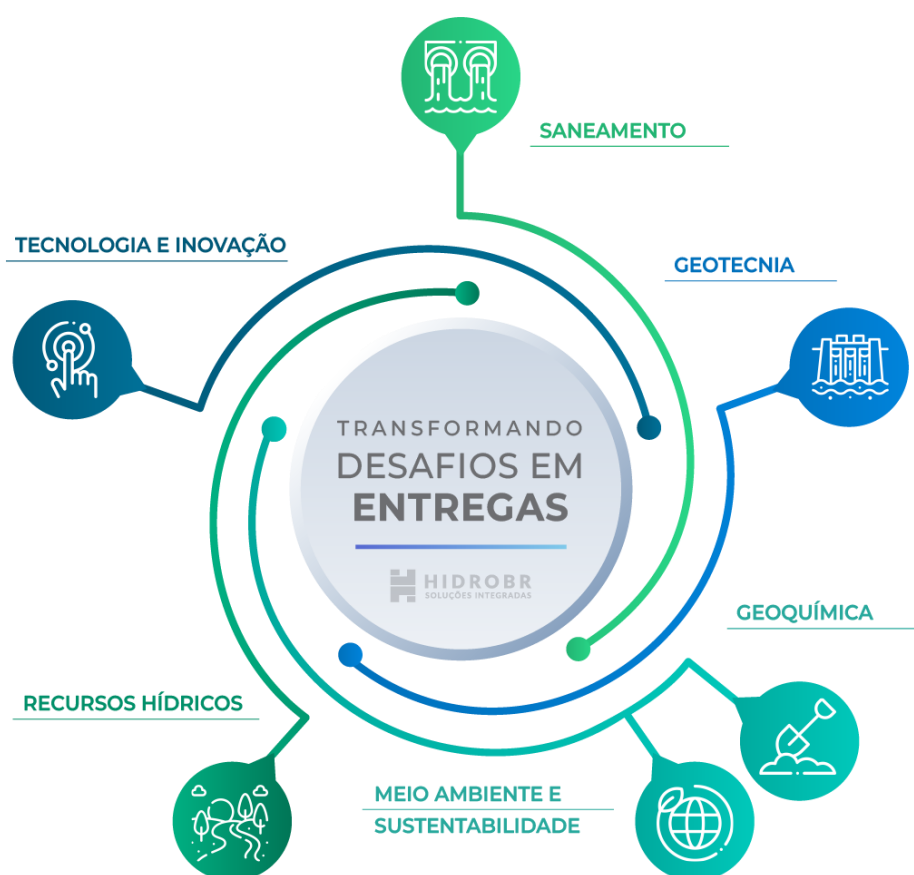 SANEAMENTO
TECNOLOGIA E INOVAÇÃO
GEOTECNIA
TRANSFORMANDO
DESAFIOS EM
ENTREGAS
HIDROBR
SOLUÇÕES INTEGRADAS
GEOQUÍMICA
RECURSOS HÍDRICOS
MEIO AMBIENTE E
SUSTENTABILIDADE